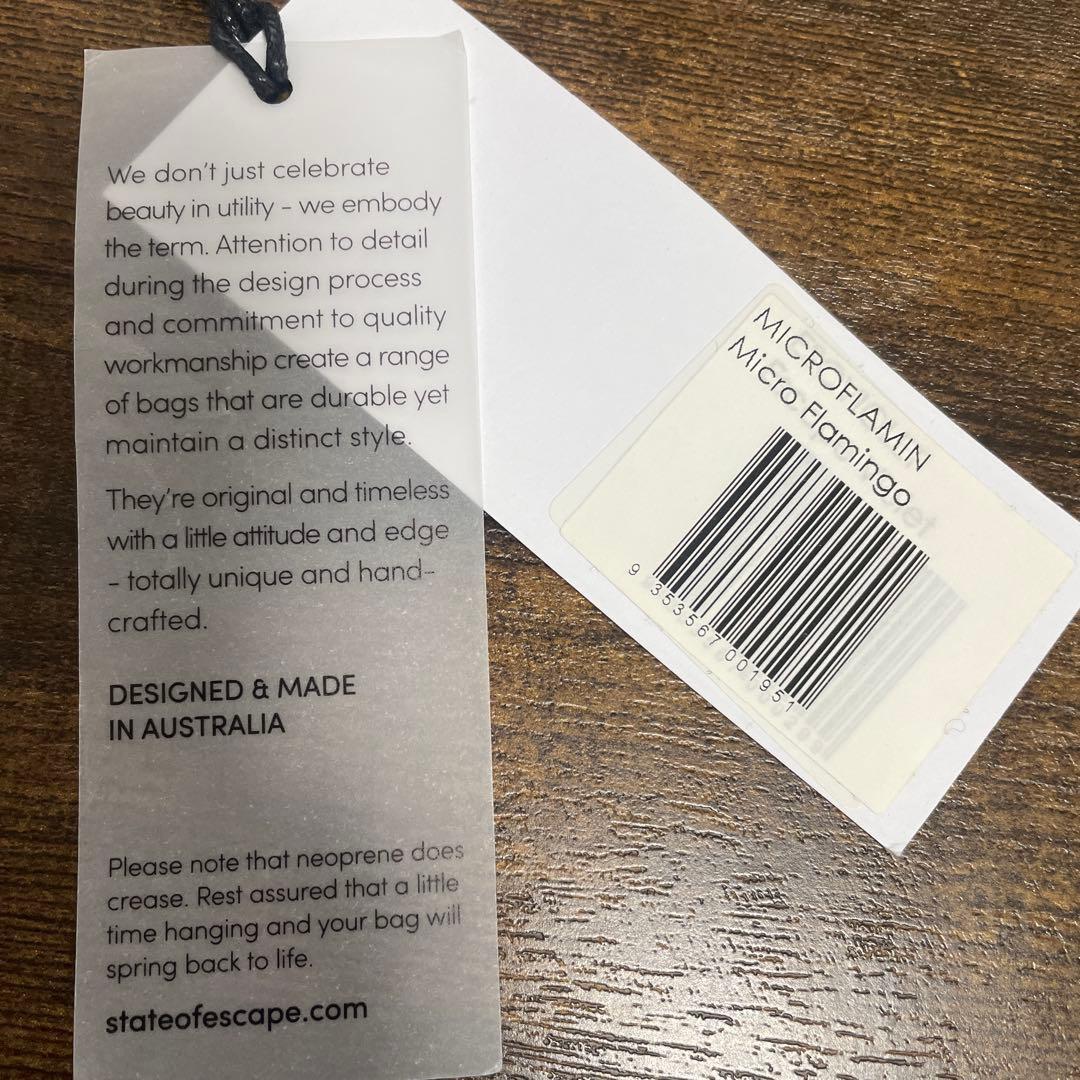 We don't just celebrate
beauty in utility - we embody
the term. Attention to detail
during the design process
and commitment to quality
workmanship create a range
of bags that are durable yet
maintain a distinct style.
They're original and timeless
with a little attitude and edge
- totally unique and hand-
crafted.
DESIGNED & MADE
IN AUSTRALIA
Please note that neoprene does
crease. Rest assured that a little
time hanging and your bag will
spring back to life.
stateofescape.com
MICROFLAMIN
Micro Flamingo
9 353567 001951